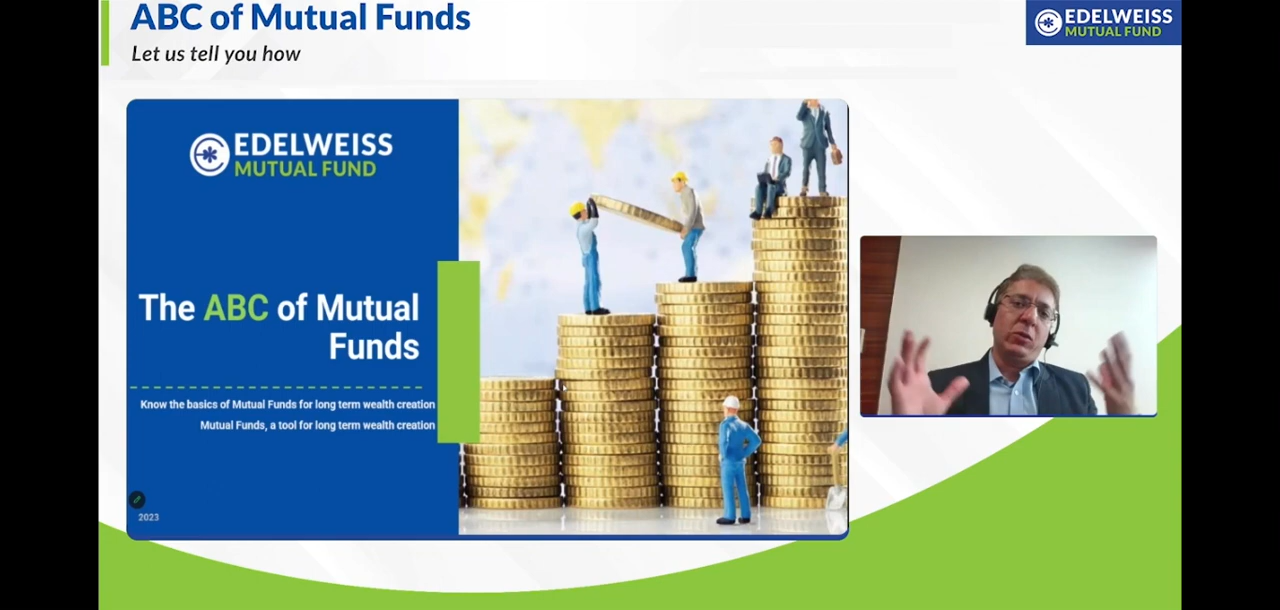 ABC of Mutual Funds
Let us tell you how
EDELWEISS
MUTUAL FUND
EDELWEISS
MUTUAL FUND
The ABC of Mutual
Funds
Know the basics of Mutual Funds for long term wealth creation
Mutual Funds, a tool for long term wealth creation
2023